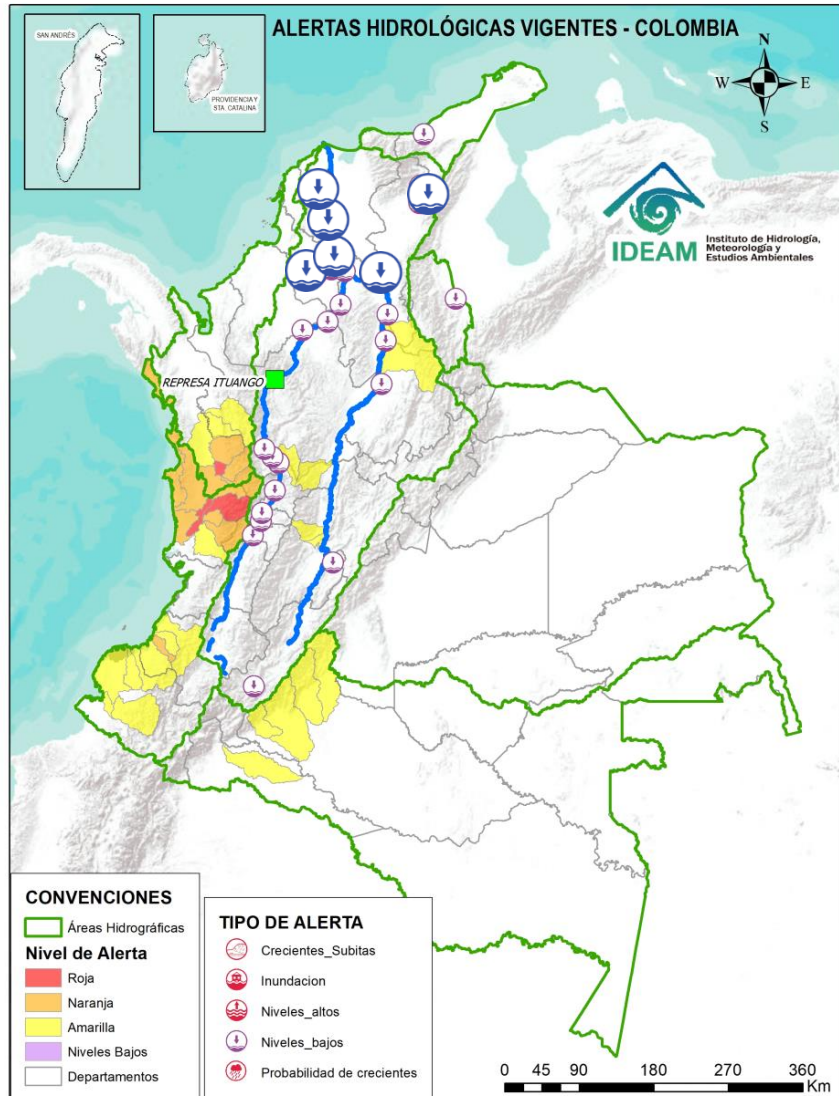 ALERTAS HIDROLÓGICAS VIGENTES - COLOMBIA
SAN ANDRÉS
PROVIDENCIA Y
STA. CATALINA
N
W
E
S
IDEAM
Instituto de Hidrología,
Meteorología y
Estudios Ambientales
REPRESA ITUANGO
CONVENCIONES
Áreas Hidrográficas
Nivel de Alerta
Roja
Naranja
Amarilla
Niveles Bajos
Departamentos
TIPO DE ALERTA
Crecientes_Subitas
Inundacion
Niveles_altos
Niveles_bajos
Probabilidad de crecientes
0 45 90 180 270 360
Km